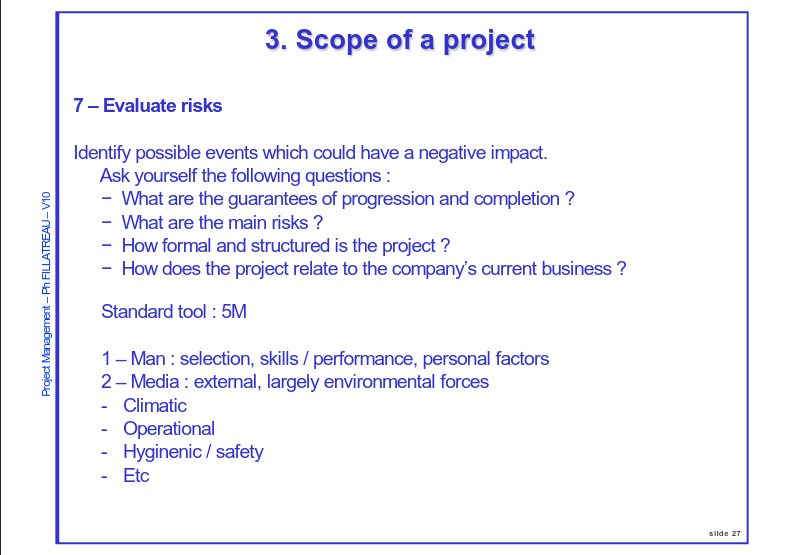 3. Scope of a project
7 – Evaluate risks
Identify possible events which could have a negative impact.
Ask yourself the following questions :
− What are the guarantees of progression and completion ?
− What are the main risks ?
− How formal and structured is the project ?
− How does the project relate to the company’s current business ?
Standard tool : 5M
1 – Man : selection, skills / performance, personal factors
2 – Media : external, largely environmental forces
- Climatic
- Operational
- Hyginenic / safety
- Etc
Project Management – Ph FILLATREAU – V10
slide 27